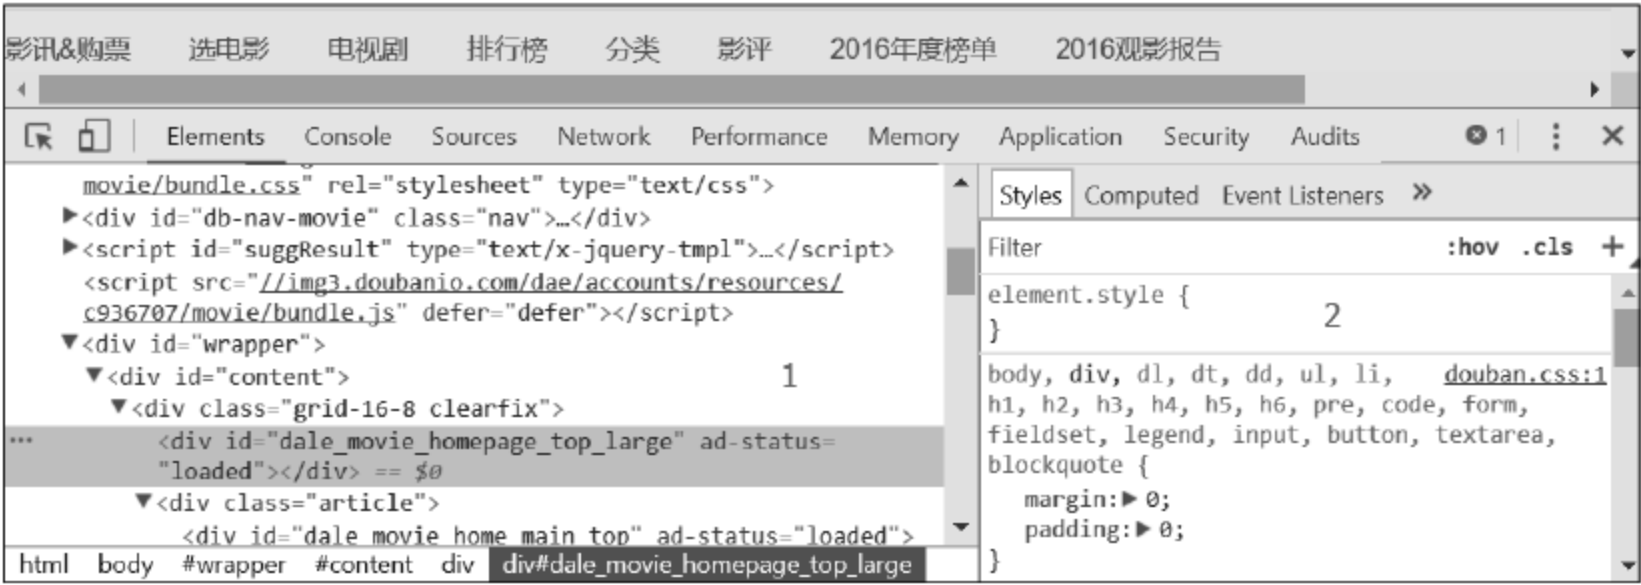 影讯&购票 选电影 电视剧 排行榜 分类 影评 2016年度榜单 2016观影报告
Elements Console Sources Network Performance Memory Application Security Audits 1
movie/bundle.css" rel="stylesheet" type="text/css">
<div id="db-nav-movie" class="nav">…</div>
<script id="suggResult" type="text/x-jquery-tmpl">…</script>
<script src="//img3.doubanio.com/dae/accounts/resources/
c936707/movie/bundle.js" defer="defer"></script>
<div id="wrapper">
<div id="content">
1
<div class="grid-16-8 clearfix">
<div id="dale_movie_homepage_top_large" ad-status=
"loaded"></div> == $0
<div class="article">
<div id="dale_movie_home_main_top" ad-status="loaded">
html body #wrapper #content div div#dale_movie_homepage_top_large
Styles Computed Event Listeners »
Filter :hov .cls +
element.style {
2
}
body, div, dl, dt, dd, ul, li, douban.css:1
h1, h2, h3, h4, h5, h6, pre, code, form,
fieldset, legend, input, button, textarea,
blockquote {
margin:▶ 0;
padding:▶ 0;
}